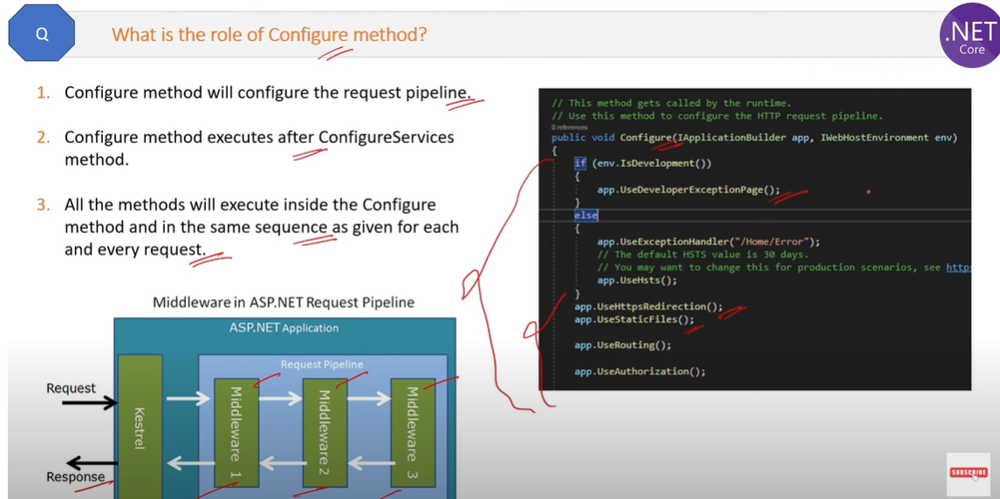 Q
What is the role of Configure method?
.NET
Core
1. Configure method will configure the request pipeline.
2. Configure method executes after ConfigureServices
method.
3. All the methods will execute inside the Configure
method and in the same sequence as given for each
and every request.
Middleware in ASP.NET Request Pipeline
ASP.NET Application
Request Pipeline
Request
Response
Kestrel
Middleware 1
Middleware 2
Middleware 3
// This method gets called by the runtime.
// Use this method to configure the HTTP request pipeline.
0 references
public void Configure(IApplicationBuilder app, IWebHostEnvironment env)
{
if (env.IsDevelopment())
{
app.UseDeveloperExceptionPage();
}
else
{
app.UseExceptionHandler("/Home/Error");
// The default HSTS value is 30 days.
// You may want to change this for production scenarios, see http
app.UseHsts();
}
app.UseHttpsRedirection();
app.UseStaticFiles();
app.UseRouting();
app.UseAuthorization();
SUBSCRIBE